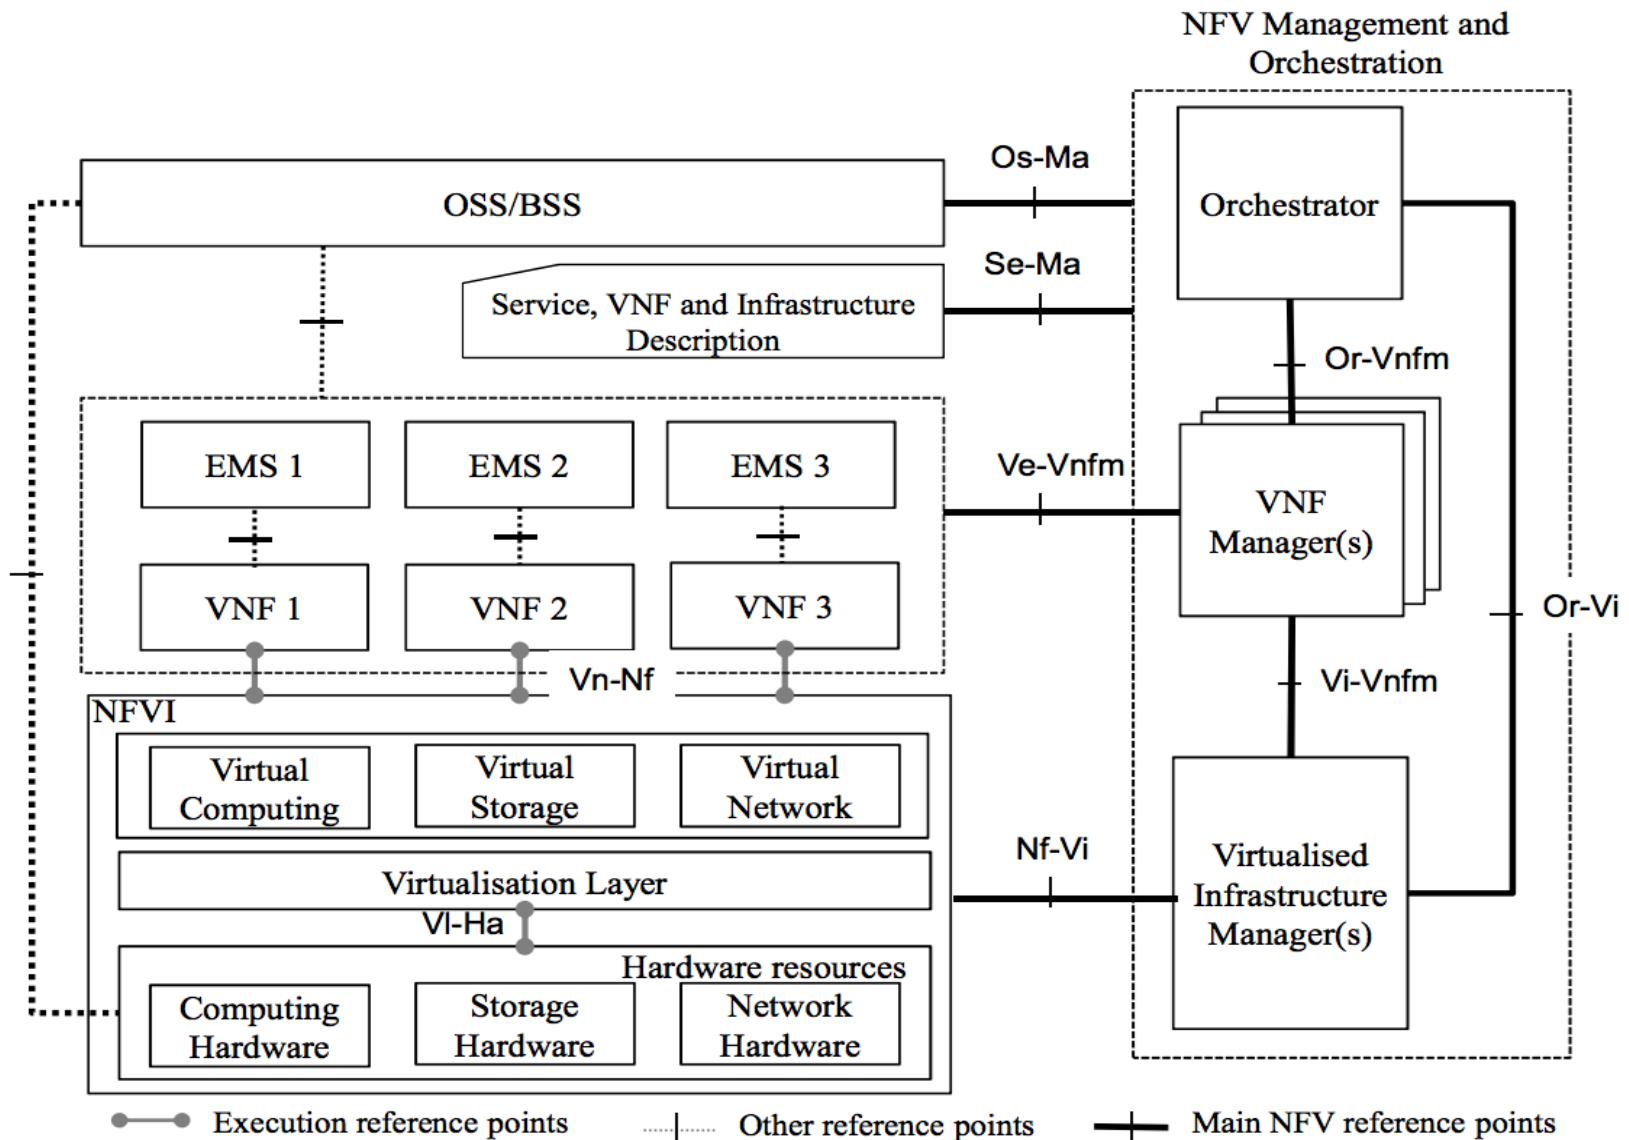 NFV Management and
Orchestration
Os-Ma
OSS/BSS
Orchestrator
Se-Ma
Service, VNF and Infrastructure
Description
Or-Vnfm
EMS 1
EMS 2
EMS 3
Ve-Vnfm
VNF
Manager(s)
VNF 1
VNF 2
VNF 3
Or-Vi
Vn-Nf
Vi-Vnfm
NFVI
Virtual
Computing
Virtual
Storage
Virtual
Network
Nf-Vi
Virtualised
Infrastructure
Manager(s)
Virtualisation Layer
Vl-Ha
Hardware resources
Computing
Hardware
Storage
Hardware
Network
Hardware
Execution reference points
Other reference points
Main NFV reference points